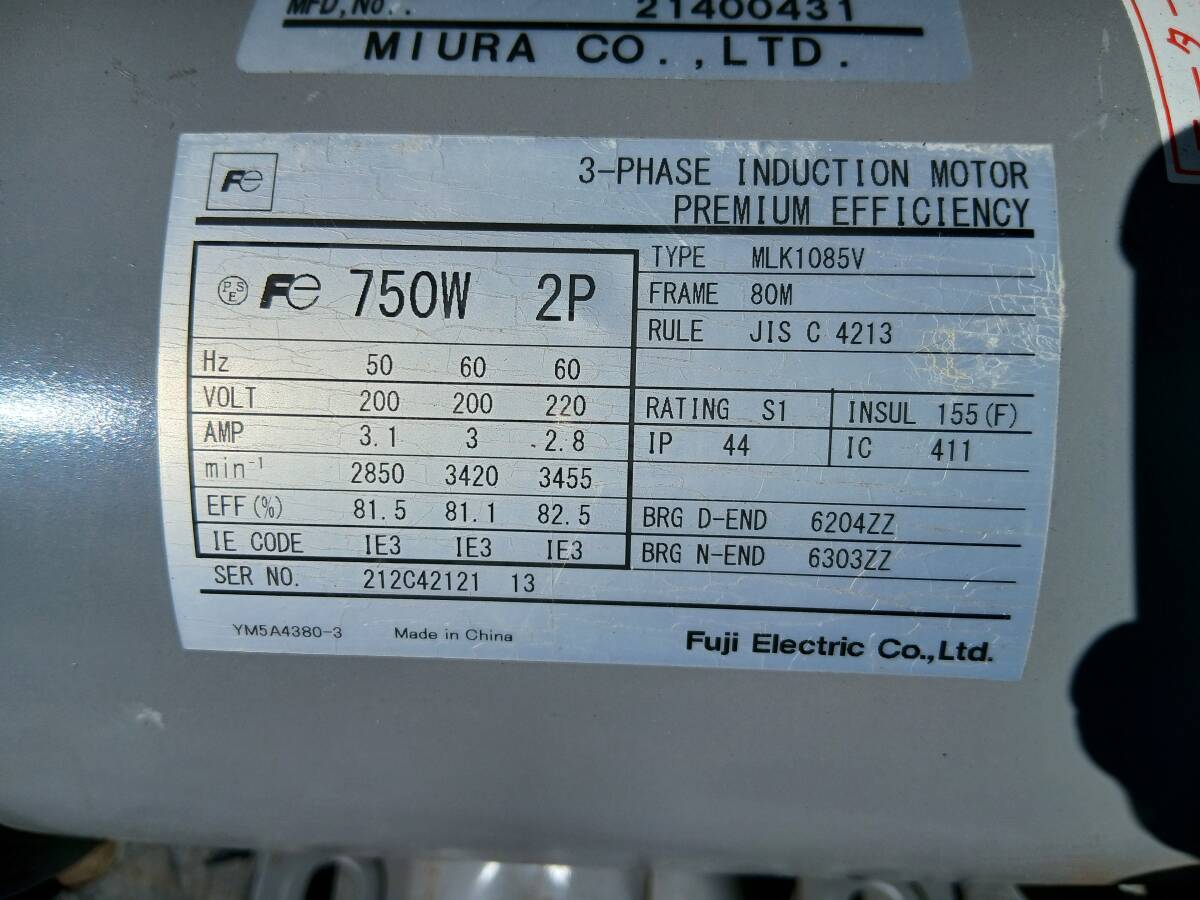 MFD,No.. 21400431
MIURA CO.,LTD.
Fe
3-PHASE INDUCTION MOTOR
PREMIUM EFFICIENCY
PSE Fe 750W 2P
Hz 50 60 60
VOLT 200 200 220
AMP 3.1 3 2.8
min⁻¹ 2850 3420 3455
EFF(%) 81.5 81.1 82.5
IE CODE IE3 IE3 IE3
SER NO. 212C42121 13
TYPE MLK1085V
FRAME 80M
RULE JIS C 4213
RATING S1 INSUL 155(F)
IP 44 IC 411
BRG D-END 6204ZZ
BRG N-END 6303ZZ
YM5A4380-3 Made in China Fuji Electric Co.,Ltd.